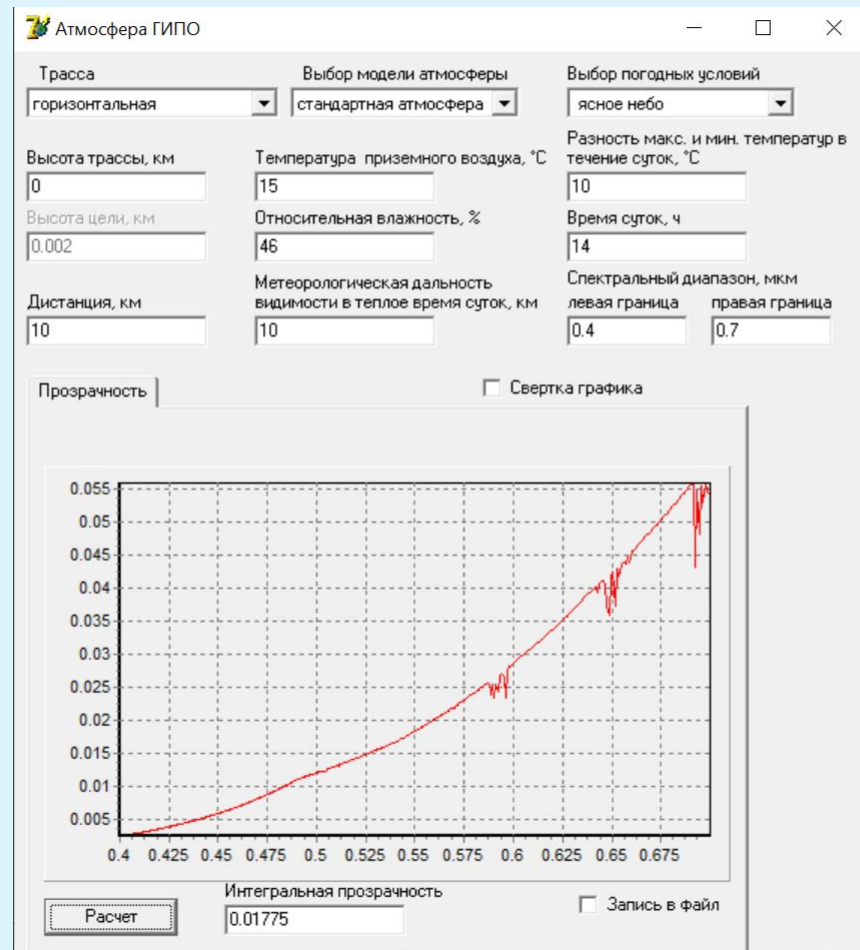 Атмосфера ГИПО
Трасса
Выбор модели атмосферы
Выбор погодных условий
горизонтальная
стандартная атмосфера
ясное небо
Высота трассы, км
Температура приземного воздуха, °C
Разность макс. и мин. температур в
течение суток, °C
0
15
10
Высота цели, км
Относительная влажность, %
Время суток, ч
0.002
46
14
Дистанция, км
Метеорологическая дальность
видимости в теплое время суток, км
Спектральный диапазон, мкм
левая граница
правая граница
10
10
0.4
0.7
Прозрачность
Свертка графика
0.055
0.05
0.045
0.04
0.035
0.03
0.025
0.02
0.015
0.01
0.005
0.4 0.425 0.45 0.475 0.5 0.525 0.55 0.575 0.6 0.625 0.65 0.675
Расчет
Интегральная прозрачность
0.01775
Запись в файл